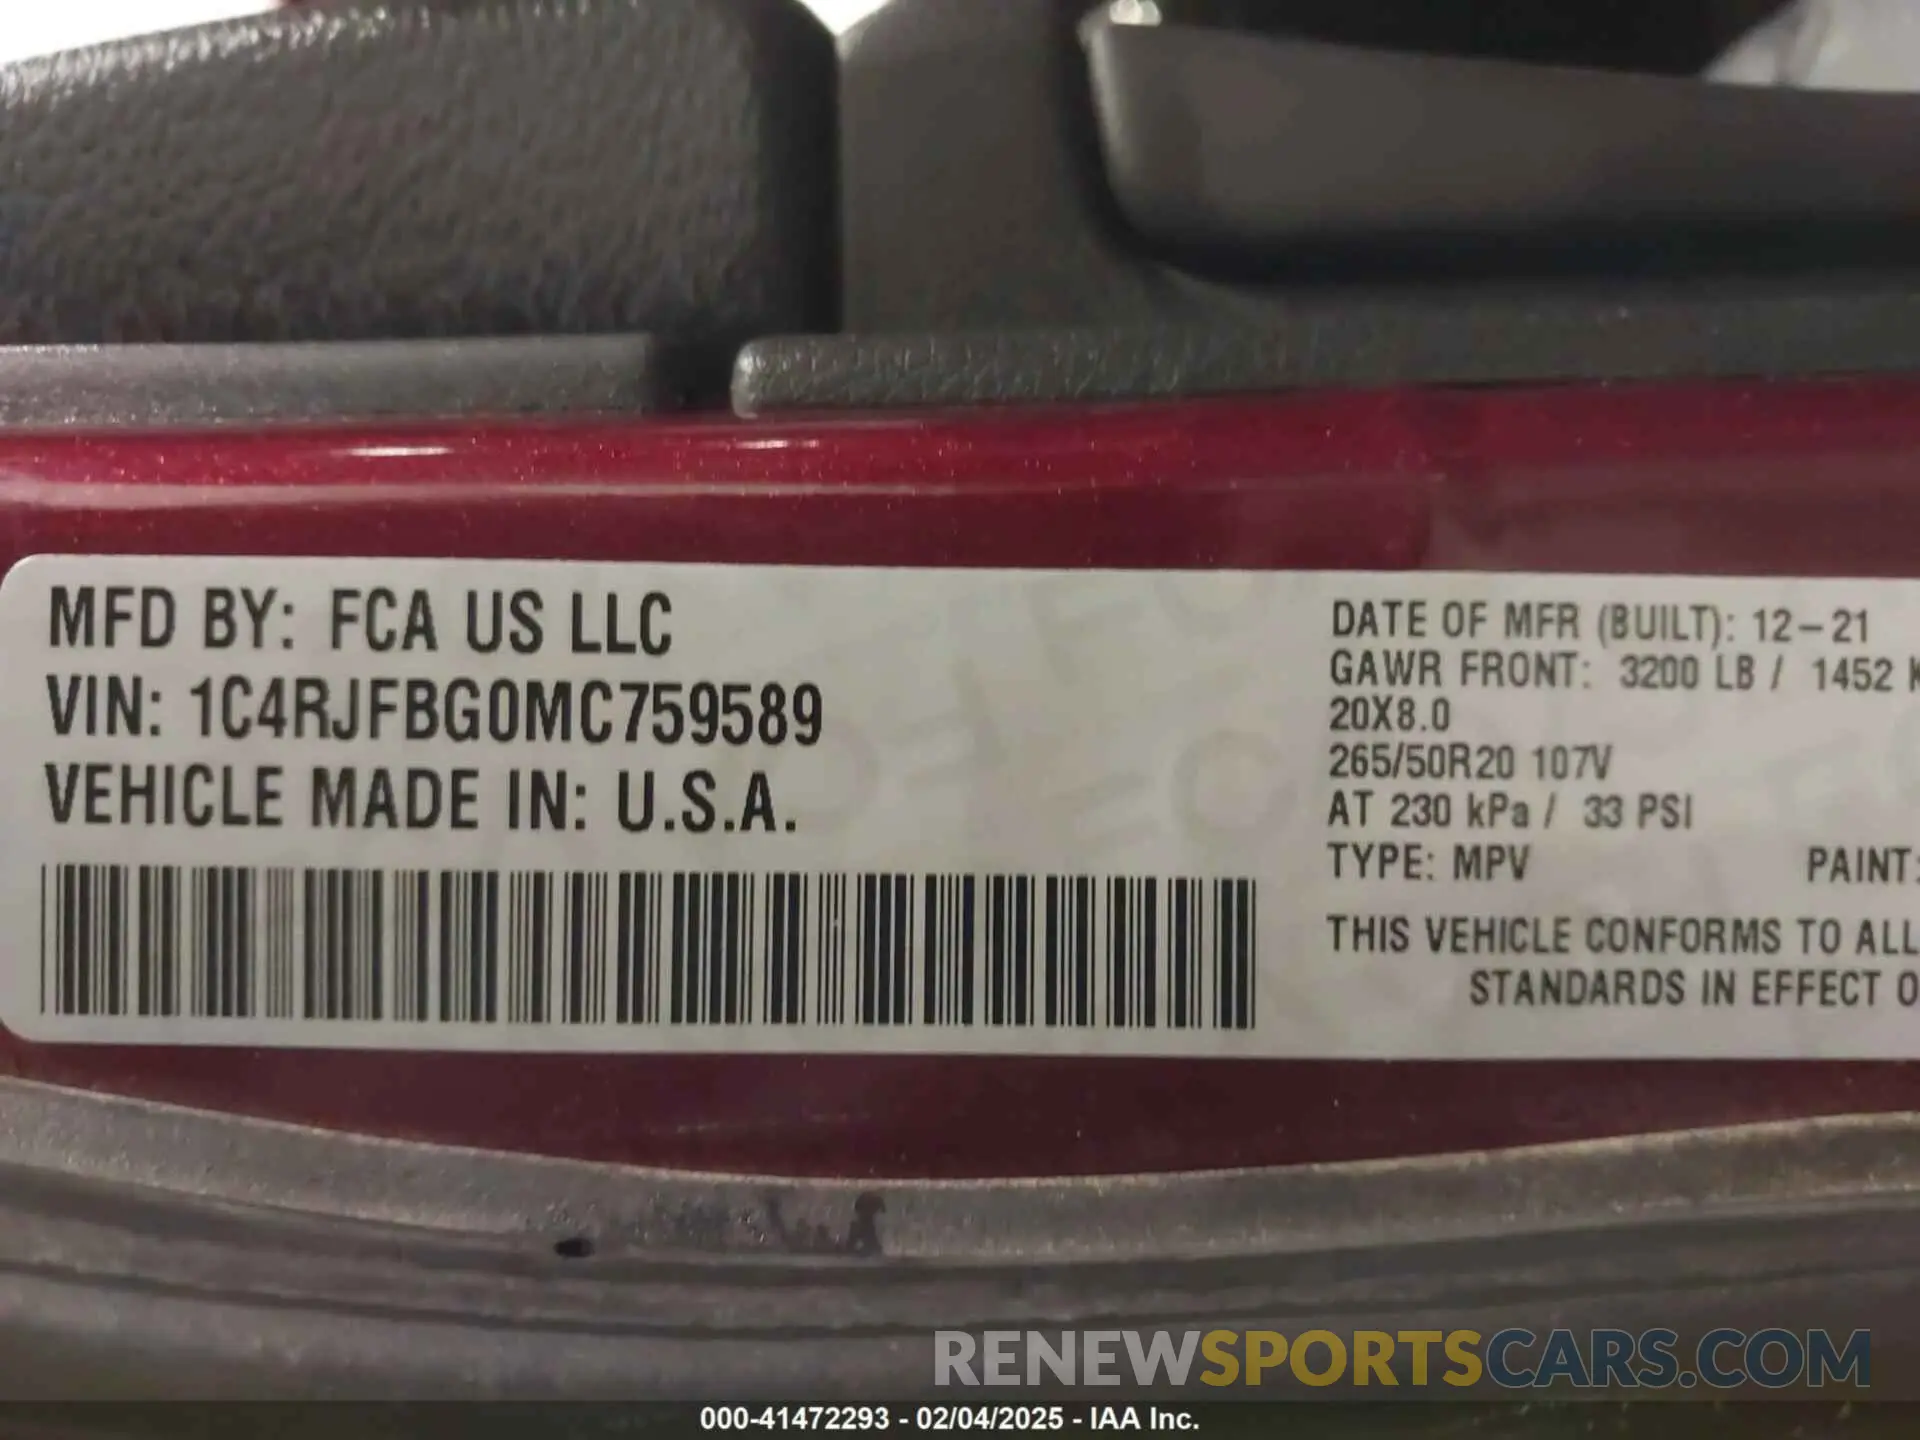 MFD BY: FCA US LLC
VIN: 1C4RJFBG0MC759589
VEHICLE MADE IN: U.S.A.
DATE OF MFR (BUILT): 12-21
GAWR FRONT: 3200 LB / 1452 K
20X8.0
265/50R20 107V
AT 230 kPa / 33 PSI
TYPE: MPV PAINT:
THIS VEHICLE CONFORMS TO ALL
STANDARDS IN EFFECT O
RENEWSPORTSCARS.COM
000-41472293 - 02/04/2025 - IAA Inc.